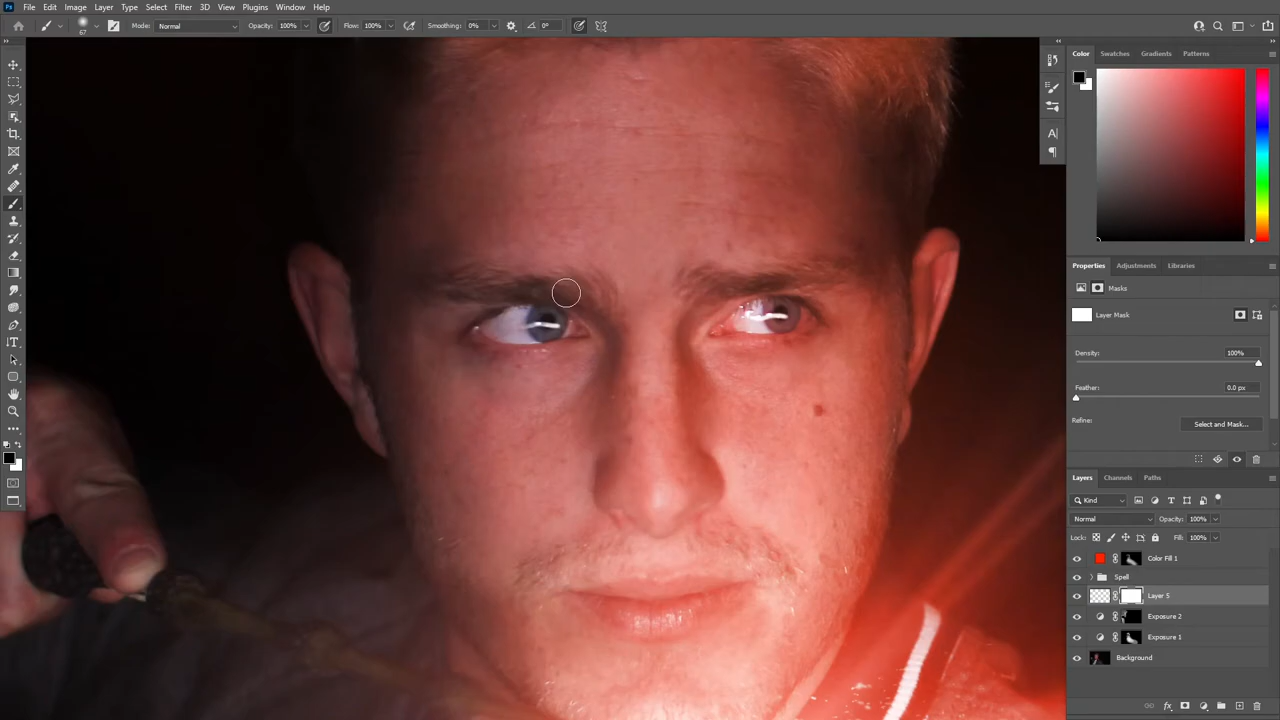 Ps File Edit Image Layer Type Select Filter 3D View Plugins Window Help
67 Mode: Normal Opacity: 100% Flow: 100% Smoothing: 0% 0°
Color Swatches Gradients Patterns
Properties Adjustments Libraries
Masks
Layer Mask
Density: 100%
Feather: 0.0 px
Refine: Select and Mask...
Layers Channels Paths
Kind
Normal Opacity: 100%
Lock: Fill: 100%
Color Fill 1
Spell
Layer 5
Exposure 2
Exposure 1
Background